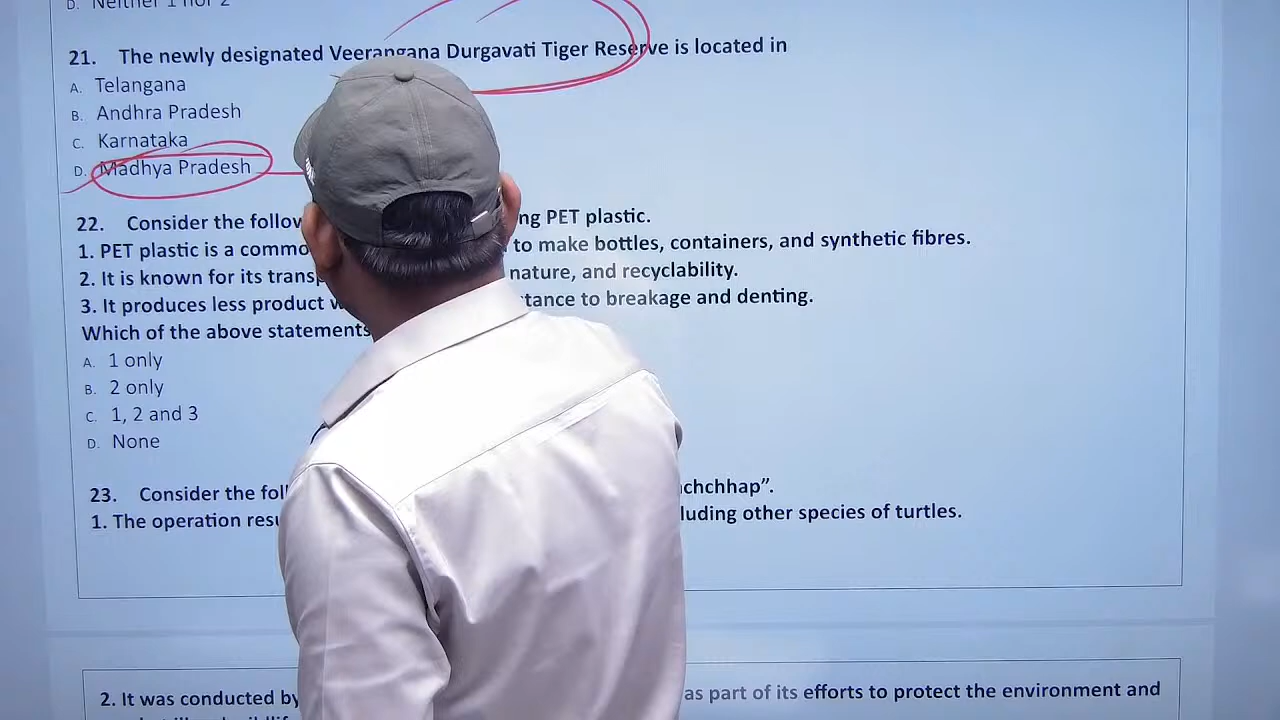 D. Neither 1 nor 2
21. The newly designated Veerangana Durgavati Tiger Reserve is located in
A. Telangana
B. Andhra Pradesh
C. Karnataka
D. Madhya Pradesh
22. Consider the follow ng PET plastic.
1. PET plastic is a commo to make bottles, containers, and synthetic fibres.
2. It is known for its transp nature, and recyclability.
3. It produces less product w tance to breakage and denting.
Which of the above statements
A. 1 only
B. 2 only
C. 1, 2 and 3
D. None
23. Consider the foll chchhap”.
1. The operation resu luding other species of turtles.
2. It was conducted by as part of its efforts to protect the environment and